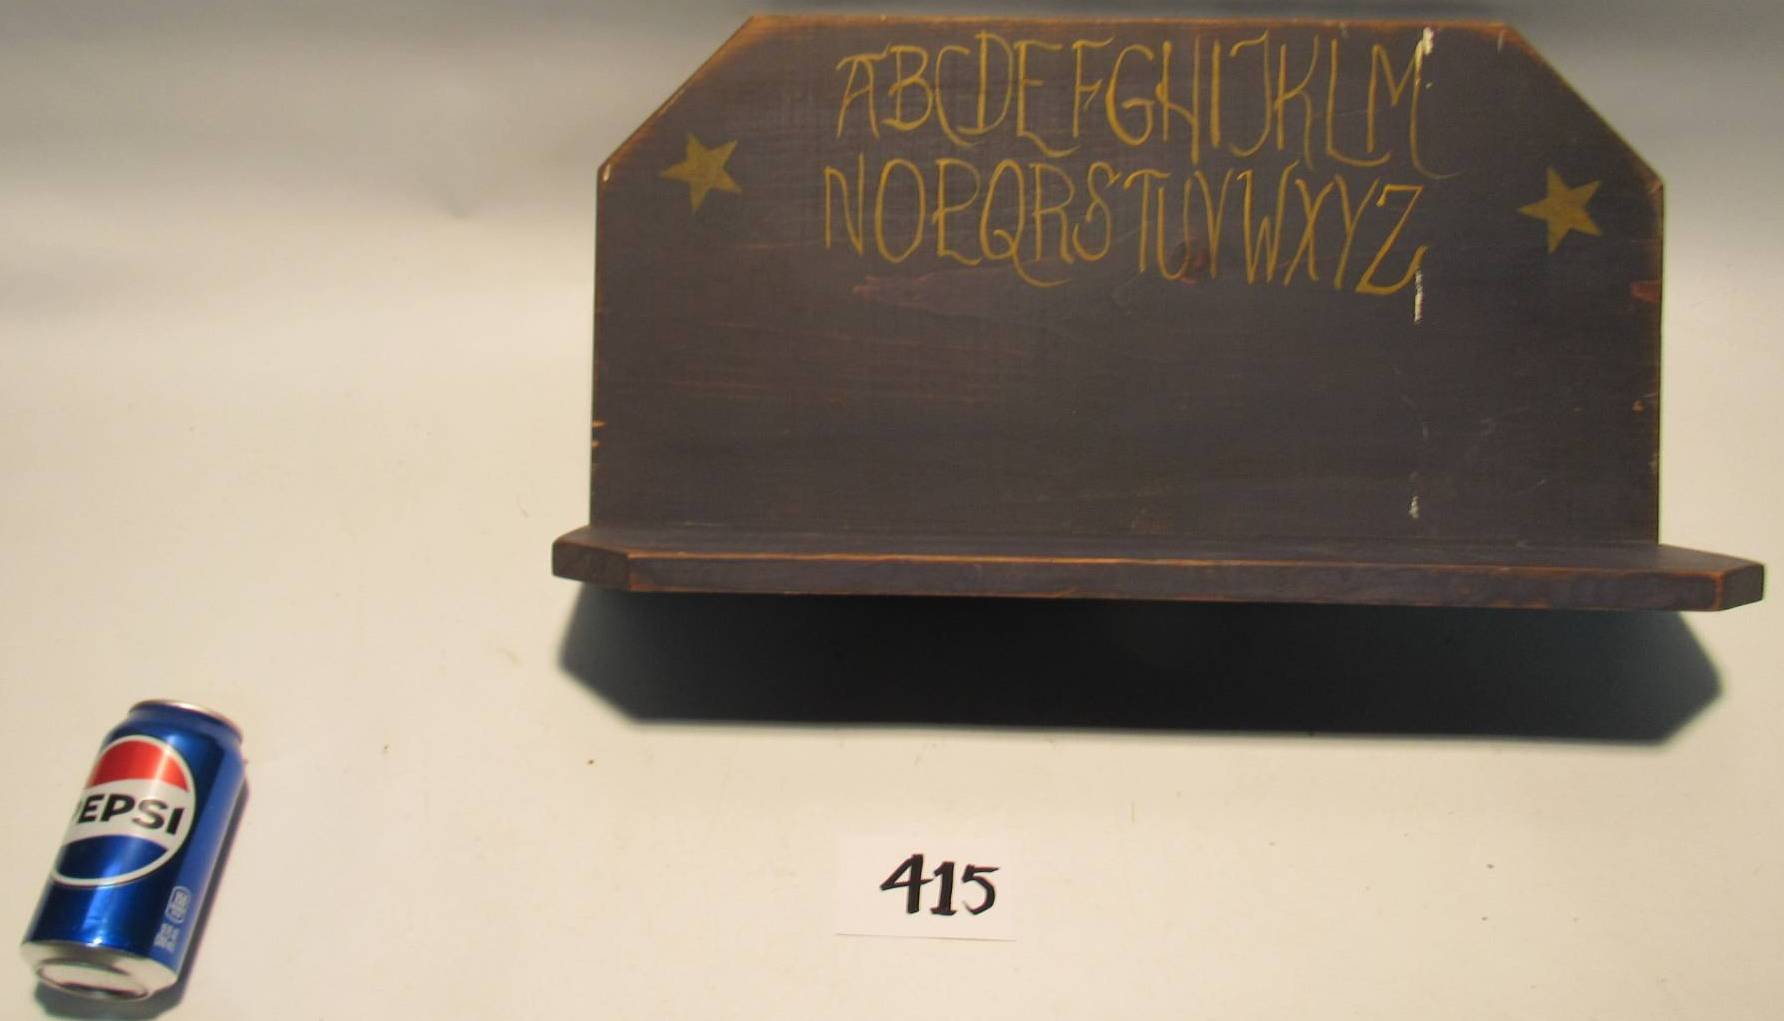 ABCDEFGHIJKLM
NOPQRSTUVWXYZ
PEPSI
415